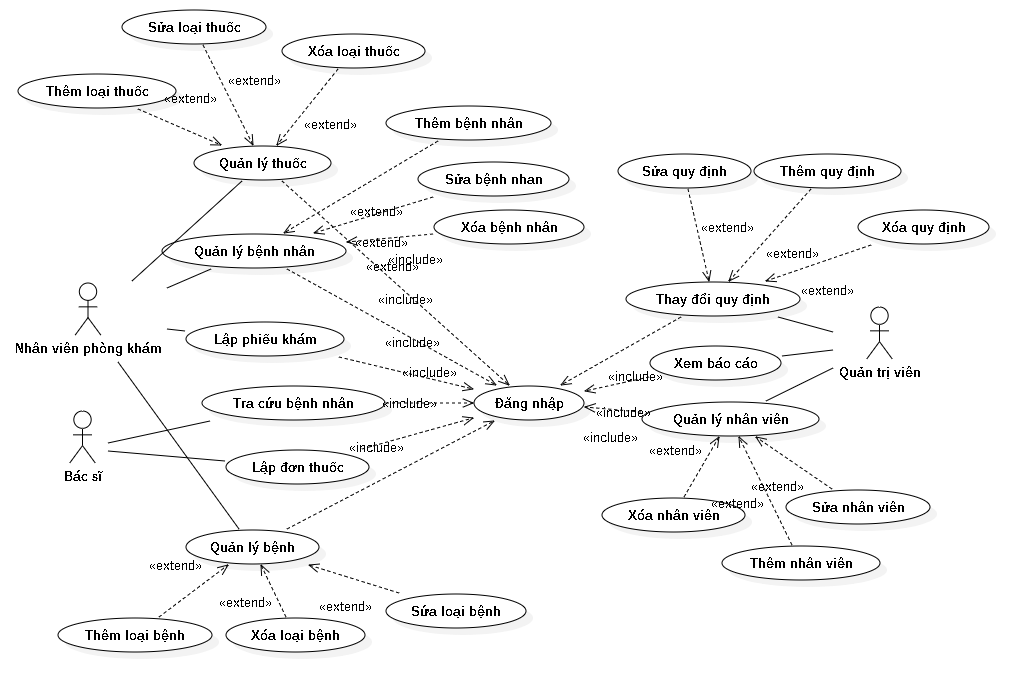 Sửa loại thuốc
Xóa loại thuốc
Thêm loại thuốc
«extend»
«extend»
«extend»
Thêm bệnh nhân
Quản lý thuốc
Sửa bệnh nhan
Sửa quy định
Thêm quy định
«extend»
Xóa bệnh nhân
Xóa quy định
«extend»
«extend»
Quản lý bệnh nhân
«include»
«extend»
«extend»
«extend»
«include»
Thay đổi quy định
Lập phiếu khám
«include»
Nhân viên phòng khám
Xem báo cáo
Quản trị viên
«include»
«include»
Tra cứu bệnh nhân
«include»
Đăng nhập
«include»
Quản lý nhân viên
«include»
«include»
«extend»
Bác sĩ
Lập đơn thuốc
«extend»
«extend»
Xóa nhân viên
Sửa nhân viên
Quản lý bệnh
«extend»
Thêm nhân viên
«extend»
«extend»
Sứa loại bệnh
Thêm loại bệnh
Xóa loại bệnh